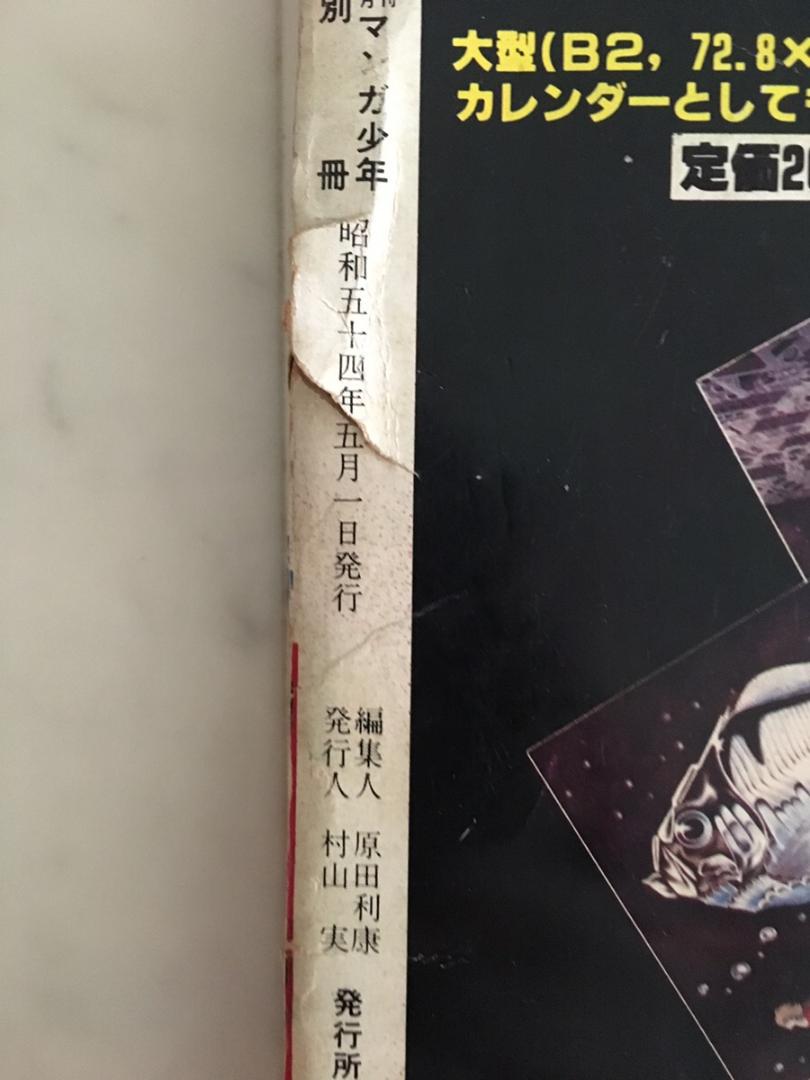 大型(B2, 72.8×
カレンダーとして
定価2
月刊マンガ少年
別冊
昭和五十四年五月一日発行
編集人 原田利康
発行人 村山 実
発行所